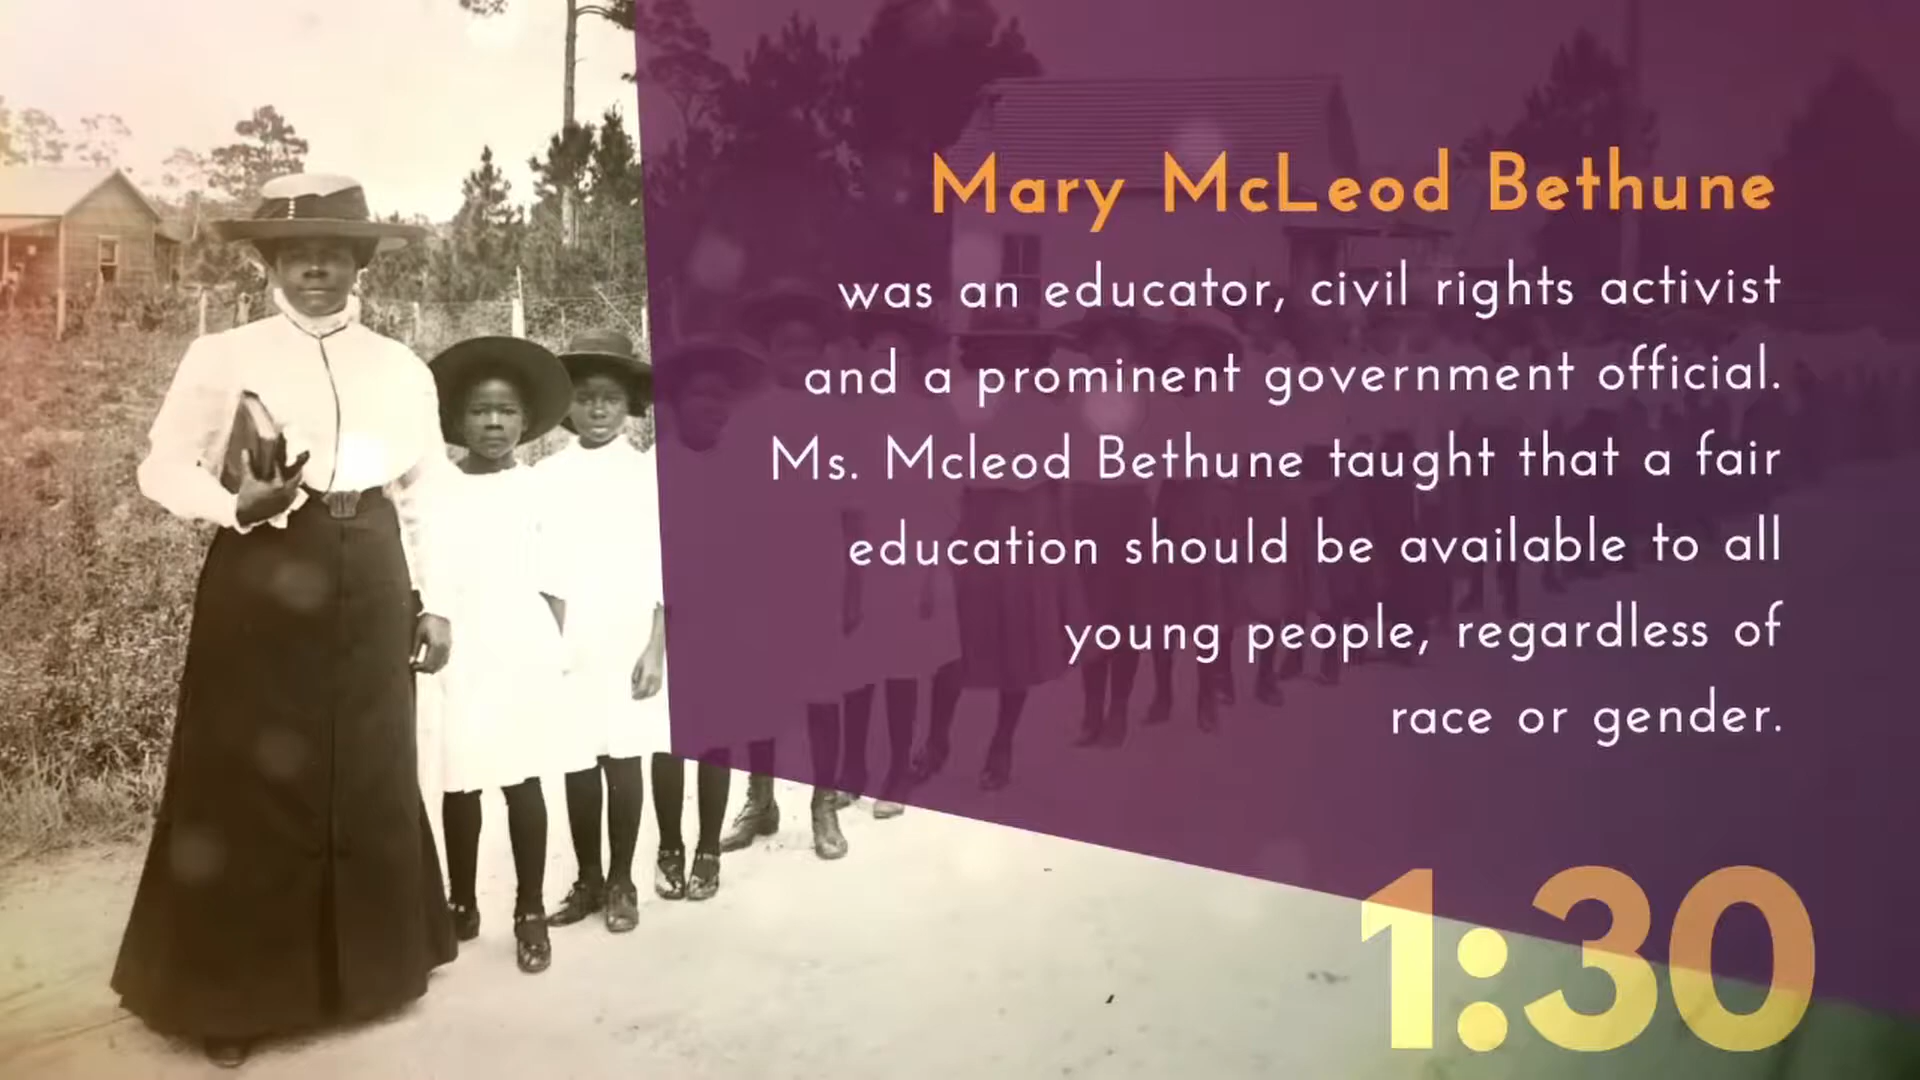 Mary McLeod Bethune
was an educator, civil rights activist
and a prominent government official.
Ms. Mcleod Bethune taught that a fair
education should be available to all
young people, regardless of
race or gender.
1:30